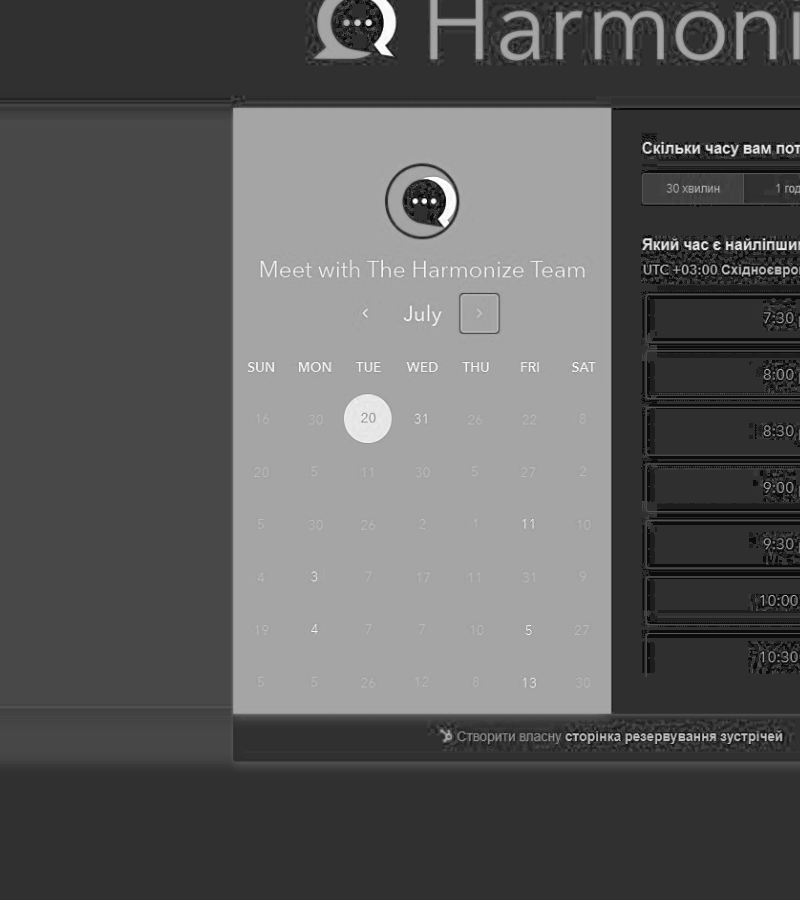 Harmoni
Meet with The Harmonize Team
July
SUN MON TUE WED THU FRI SAT
16 30 20 31 26 22 8
20 5 11 30 5 27 2
5 30 26 2 1 11 10
4 3 7 17 11 31 9
19 4 7 7 10 5 27
5 5 26 12 8 13 30
Скільки часу вам пот
30 хвилин 1 год
Який час є найліпши
UTC +03:00 Східноєвро
7:30
8:00
8:30
9:00
9:30
10:00
10:30
Створити власну сторінка резервування зустрічей